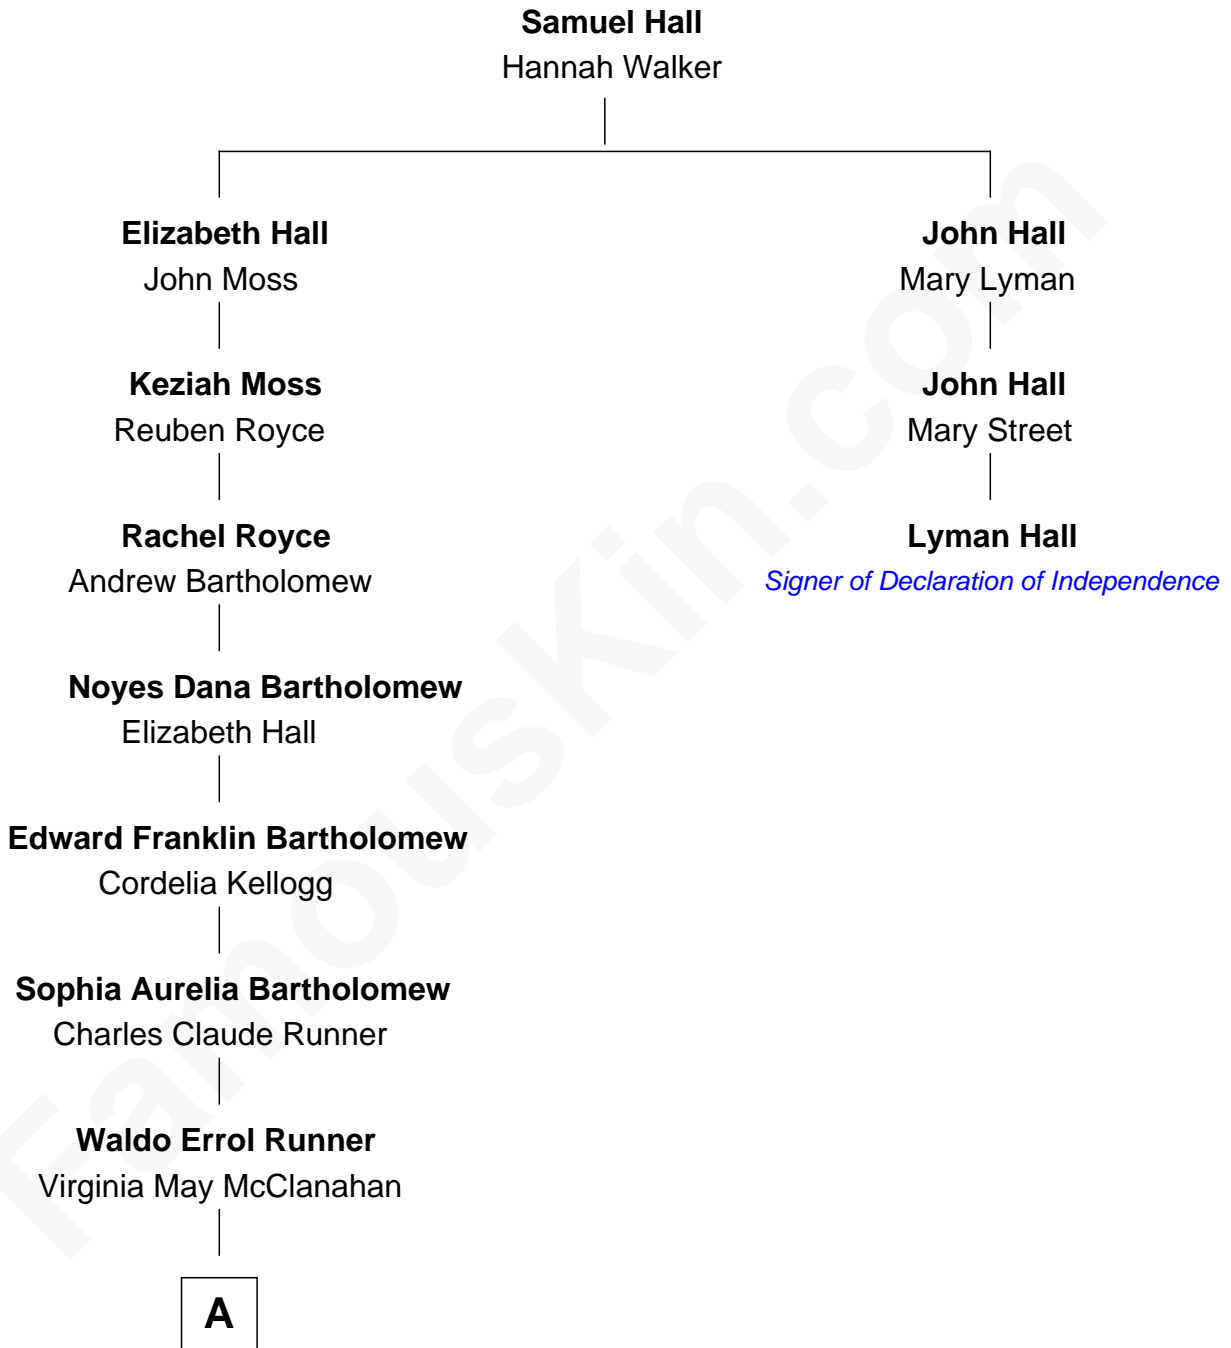 Samuel Hall
Hannah Walker
Elizabeth Hall
John Moss
John Hall
Mary Lyman
Keziah Moss
Reuben Royce
John Hall
Mary Street
Rachel Royce
Andrew Bartholomew
Lyman Hall
Signer of Declaration of Independence
Noyes Dana Bartholomew
Elizabeth Hall
Edward Franklin Bartholomew
Cordelia Kellogg
Sophia Aurelia Bartholomew
Charles Claude Runner
Waldo Errol Runner
Virginia May McClanahan
A
FamousKin.com